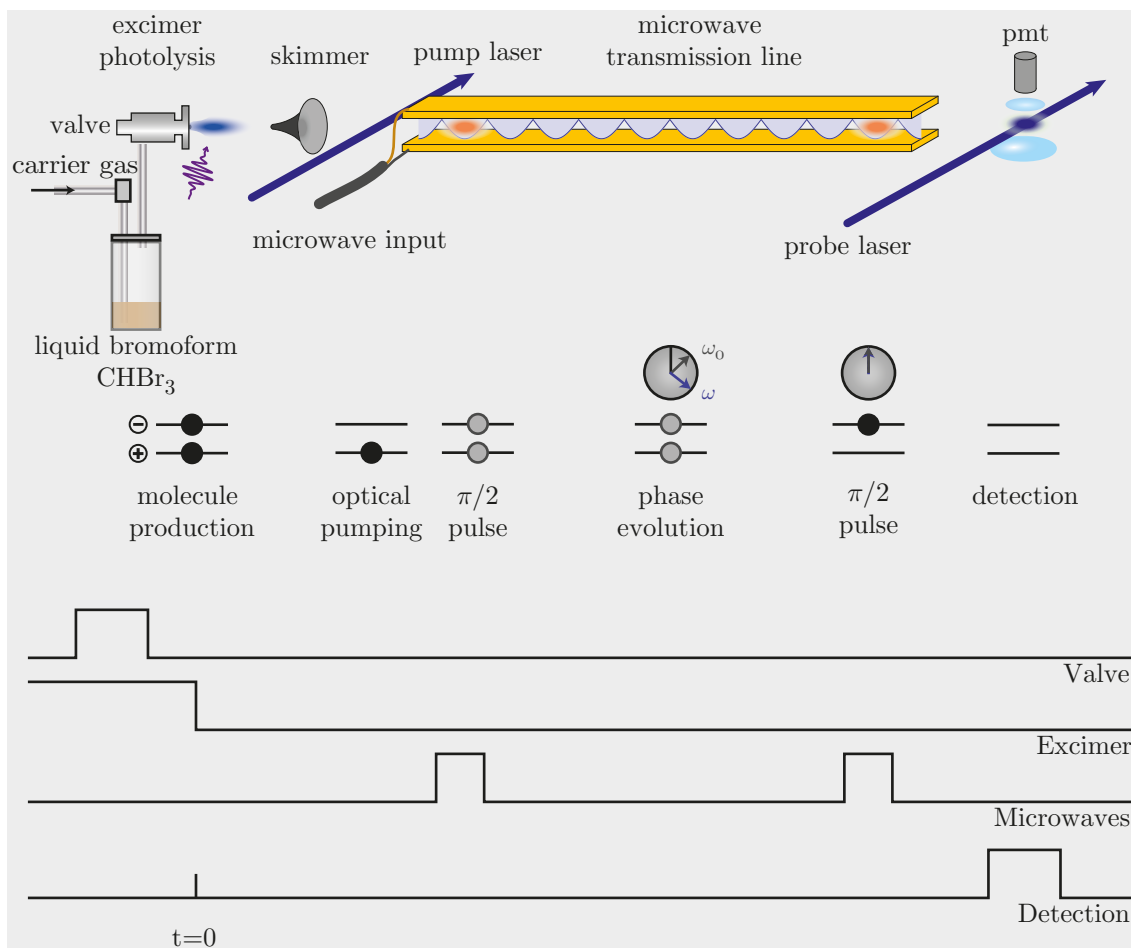 excimer
photolysis
skimmer
pump laser
microwave
transmission line
pmt
valve
carrier gas
microwave input
probe laser
liquid bromoform
CHBr₃
ω₀
ω
−
+
molecule
production
optical
pumping
π/2
pulse
phase
evolution
π/2
pulse
detection
Valve
Excimer
Microwaves
Detection
t=0